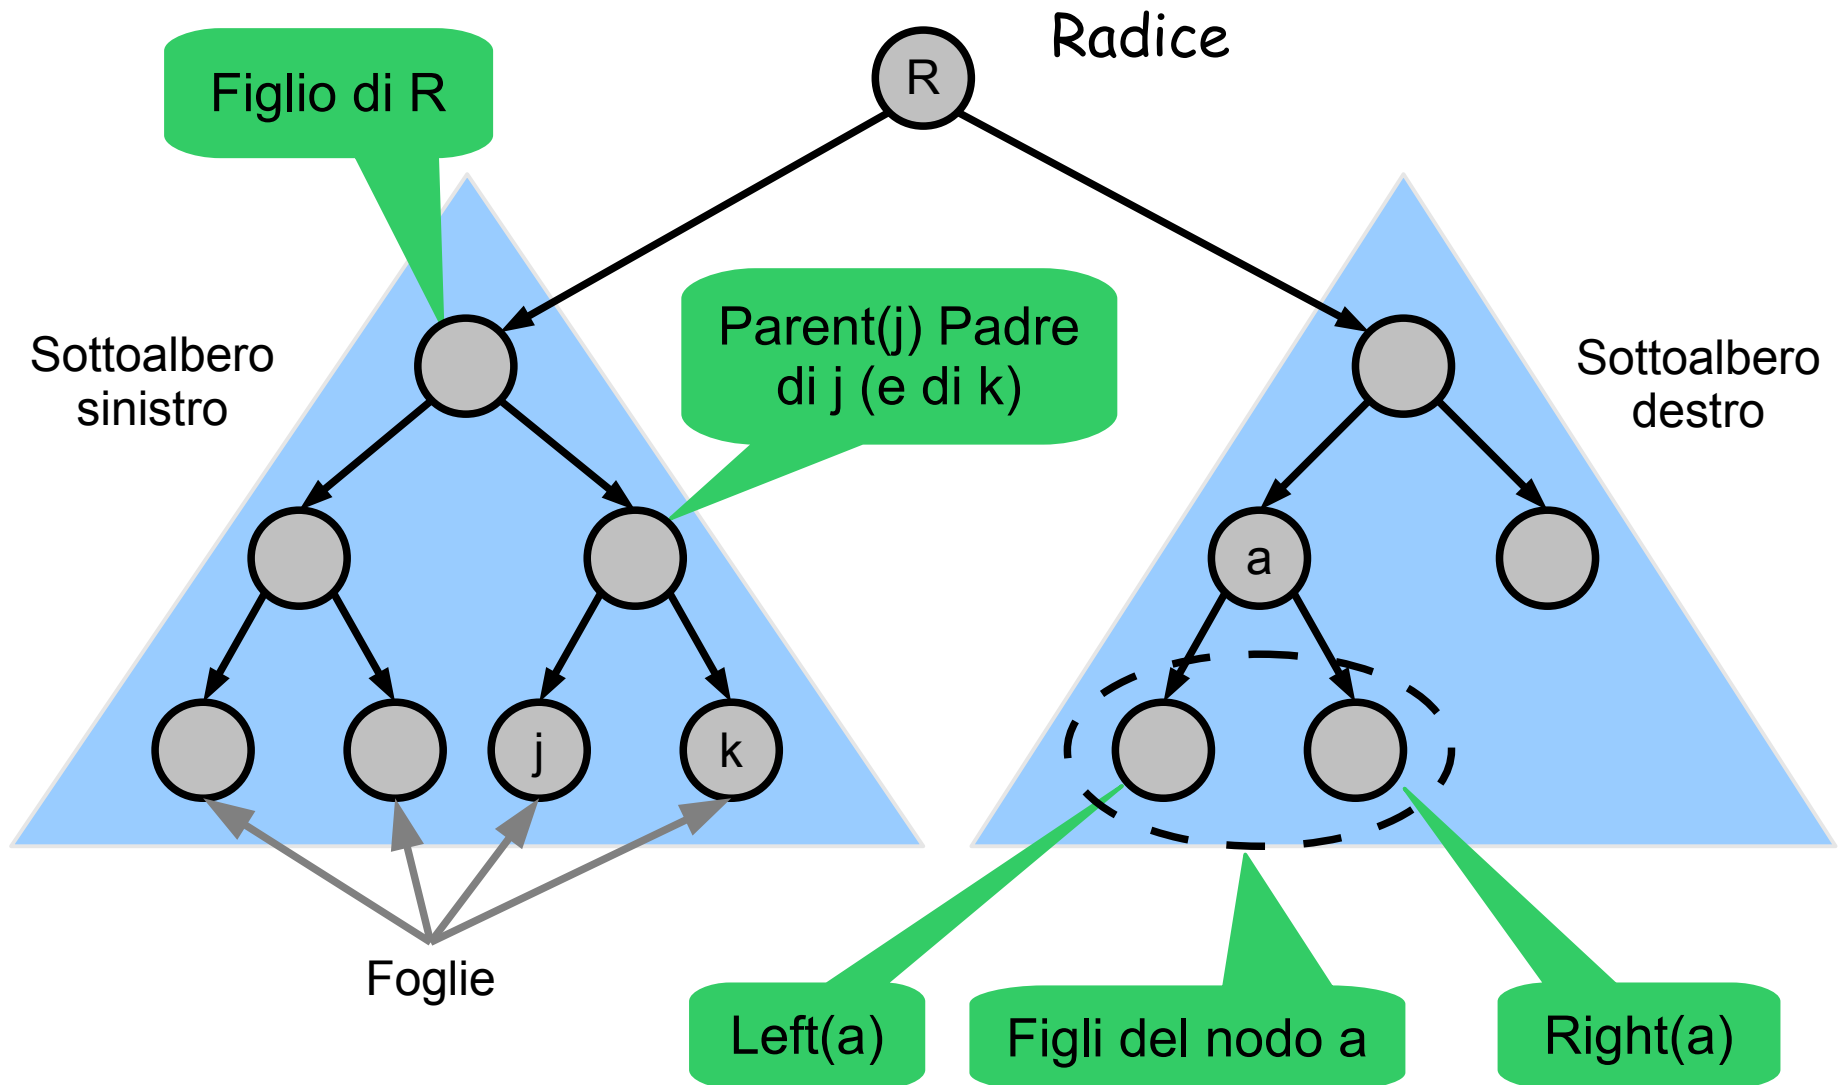 Radice
R
Figlio di R
Parent(j) Padre
di j (e di k)
Sottoalbero
sinistro
Sottoalbero
destro
a
j
k
Foglie
Left(a)
Figli del nodo a
Right(a)